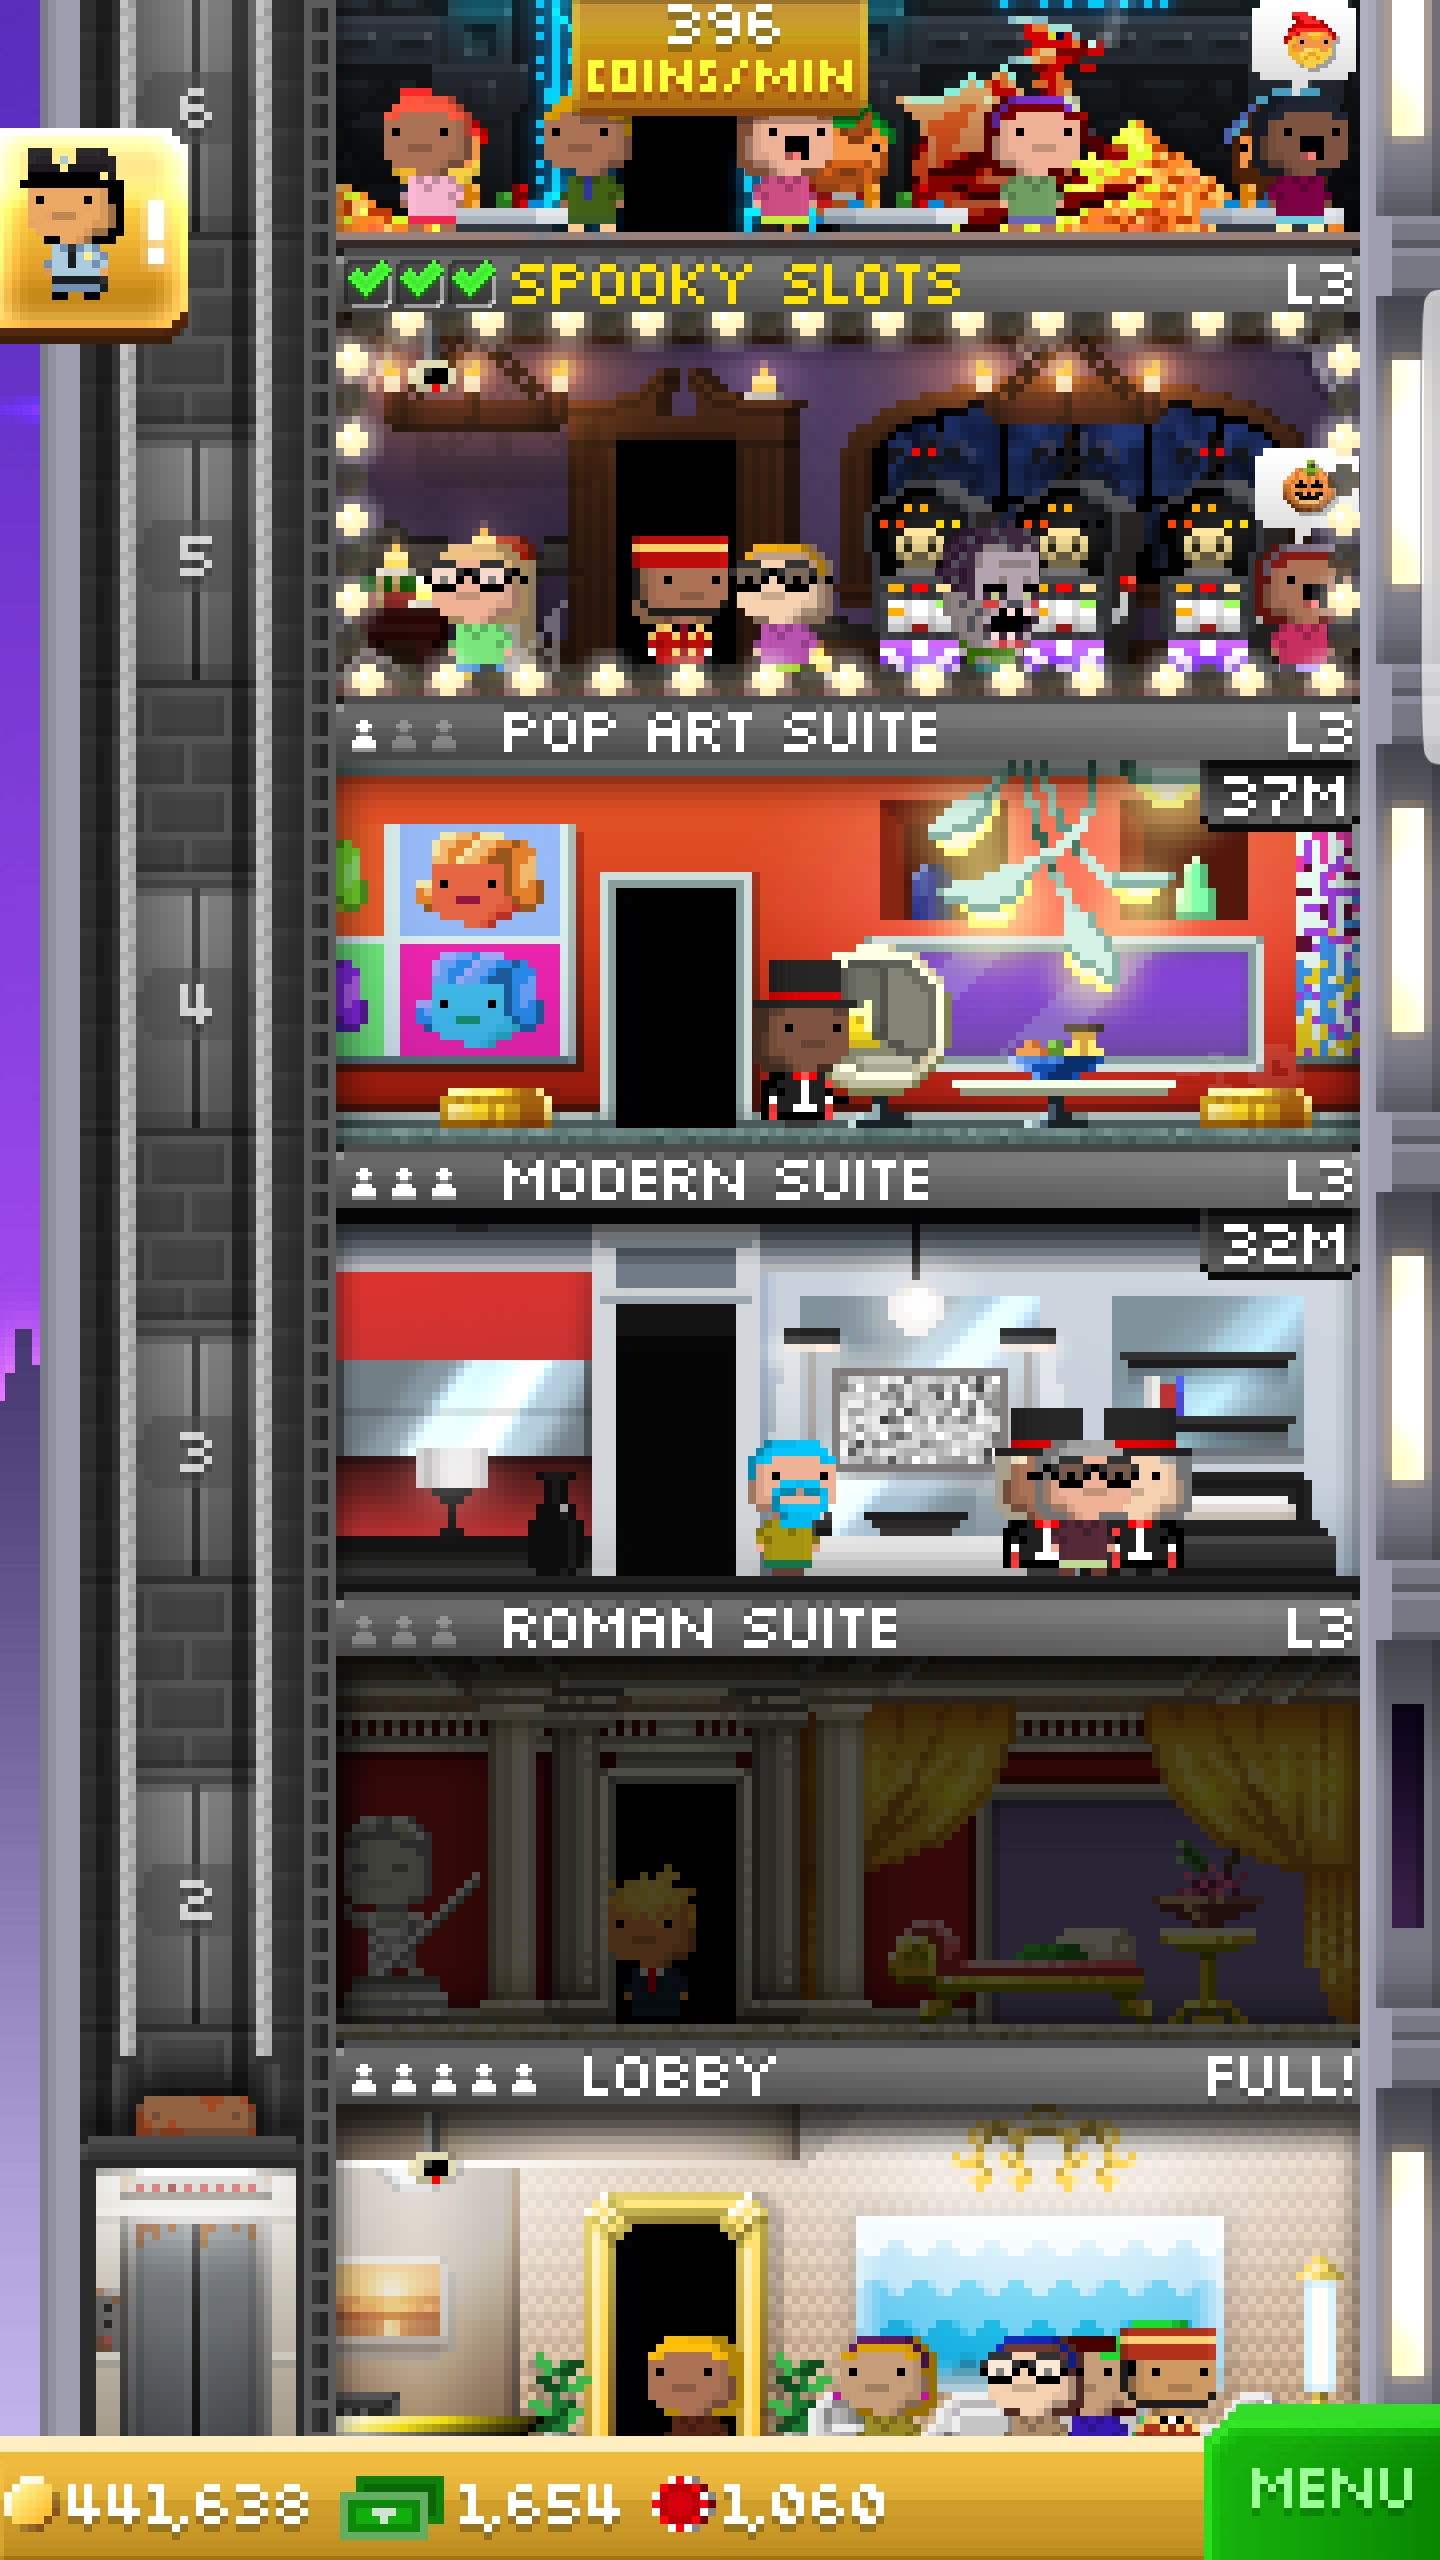 396
COINS/MIN
6
!
SPOOKY SLOTS L3
5
POP ART SUITE L3
37M
4
MODERN SUITE L3
32M
3
ROMAN SUITE L3
2
LOBBY FULL!
441,638 1,654 1,060
MENU